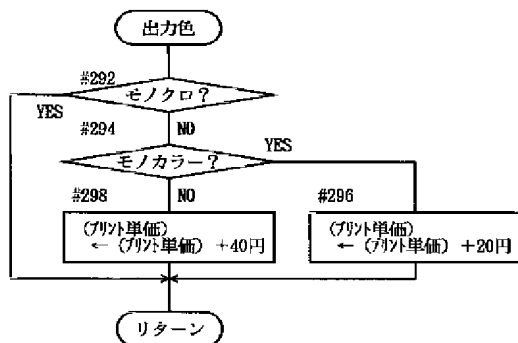 出力色
#292
モノクロ？
YES
#294
NO
モノカラー？
YES
#298
NO
#296
(プリント単価)
← (プリント単価) +40円
(プリント単価)
← (プリント単価) +20円
リターン